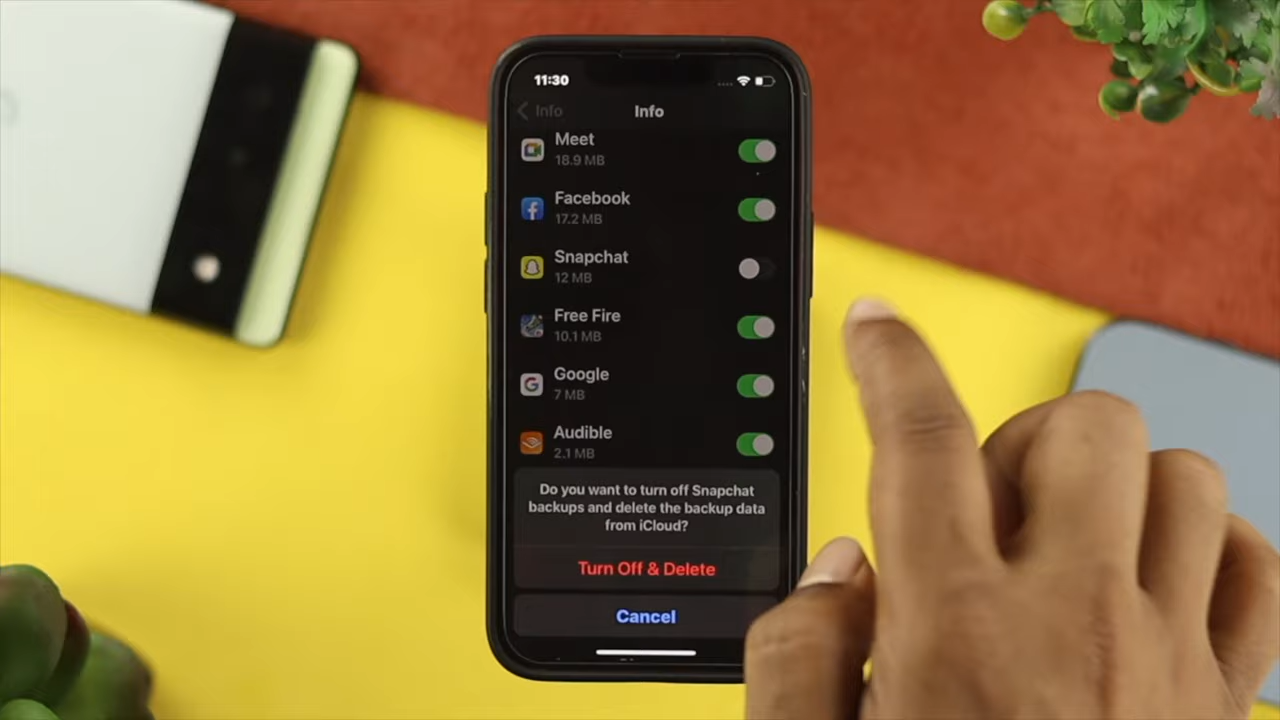 11:30
Info
Info
Meet
18.9 MB
Facebook
17.2 MB
Snapchat
12 MB
Free Fire
10.1 MB
Google
7 MB
Audible
2.1 MB
Do you want to turn off Snapchat
backups and delete the backup data
from iCloud?
Turn Off & Delete
Cancel